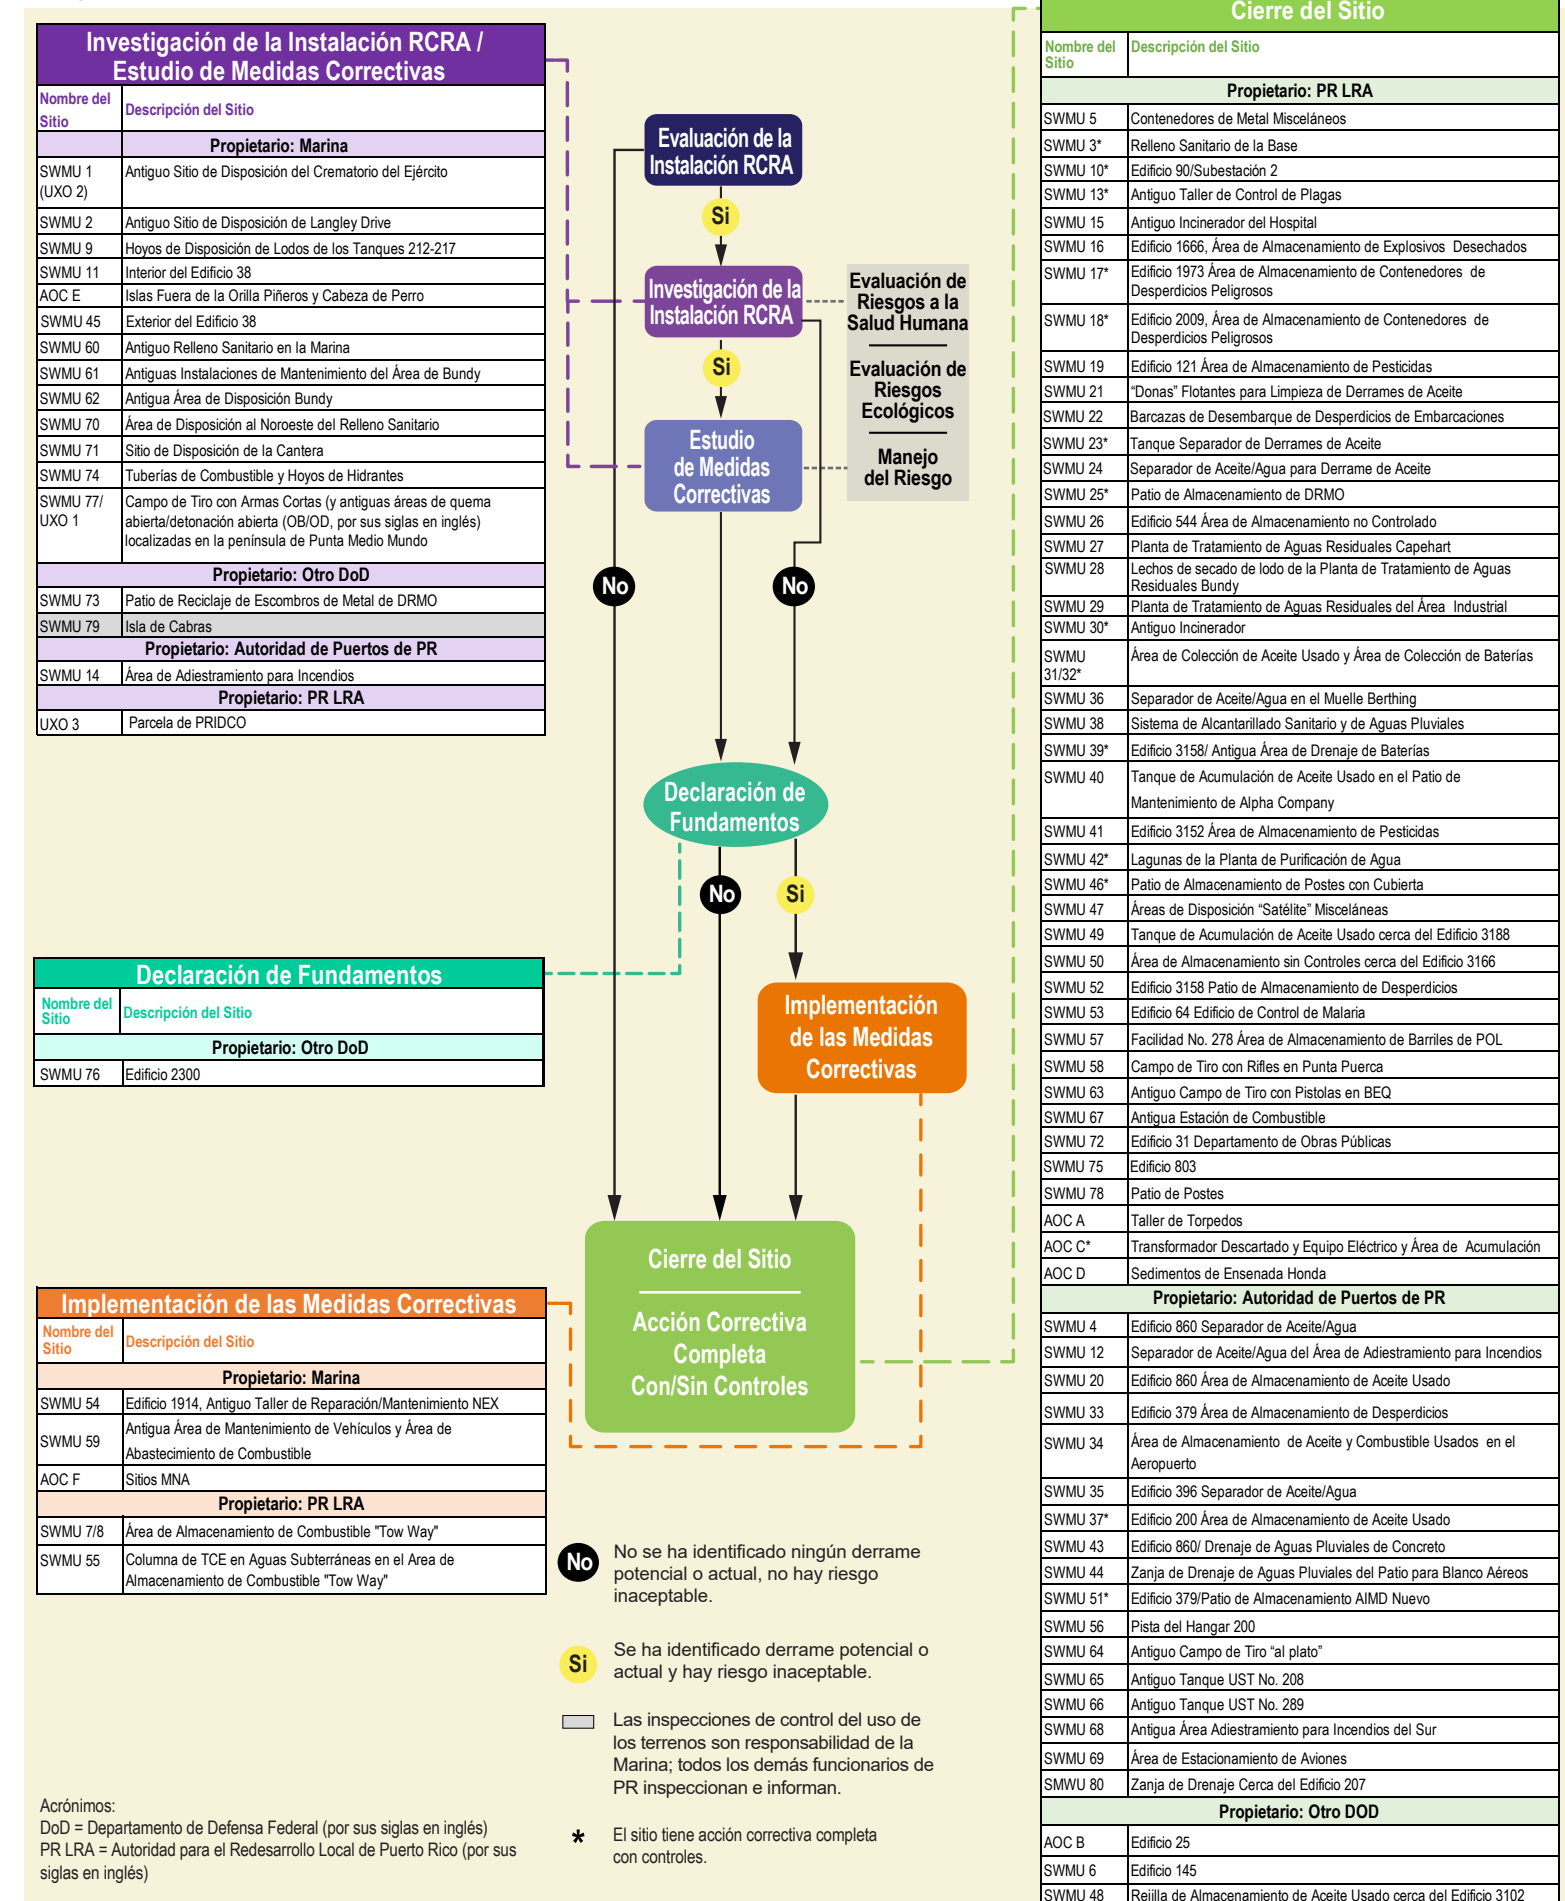 Investigación de la Instalación RCRA /
Estudio de Medidas Correctivas
Nombre del Sitio Descripción del Sitio
Propietario: Marina
SWMU 1 (UXO 2) Antiguo Sitio de Disposición del Crematorio del Ejército
SWMU 2 Antiguo Sitio de Disposición de Langley Drive
SWMU 9 Hoyos de Disposición de Lodos de los Tanques 212-217
SWMU 11 Interior del Edificio 38
AOC E Islas Fuera de la Orilla Piñeros y Cabeza de Perro
SWMU 45 Exterior del Edificio 38
SWMU 60 Antiguo Relleno Sanitario en la Marina
SWMU 61 Antiguas Instalaciones de Mantenimiento del Área de Bundy
SWMU 62 Antigua Área de Disposición Bundy
SWMU 70 Área de Disposición al Noroeste del Relleno Sanitario
SWMU 71 Sitio de Disposición de la Cantera
SWMU 74 Tuberías de Combustible y Hoyos de Hidrantes
SWMU 77/ Campo de Tiro con Armas Cortas (y antiguas áreas de quema
UXO 1 abierta/detonación abierta (OB/OD, por sus siglas en inglés)
localizadas en la península de Punta Medio Mundo
Propietario: Otro DoD
SWMU 73 Patio de Reciclaje de Escombros de Metal de DRMO
SWMU 79 Isla de Cabras
Propietario: Autoridad de Puertos de PR
SWMU 14 Área de Adiestramiento para Incendios
Propietario: PR LRA
UXO 3 Parcela de PRIDCO
Declaración de Fundamentos
Nombre del Sitio Descripción del Sitio
Propietario: Otro DoD
SWMU 76 Edificio 2300
Implementación de las Medidas Correctivas
Nombre del Sitio Descripción del Sitio
Propietario: Marina
SWMU 54 Edificio 1914, Antiguo Taller de Reparación/Mantenimiento NEX
SWMU 59 Antigua Área de Mantenimiento de Vehículos y Área de
Abastecimiento de Combustible
AOC F Sitios MNA
Propietario: PR LRA
SWMU 7/8 Área de Almacenamiento de Combustible "Tow Way"
SWMU 55 Columna de TCE en Aguas Subterráneas en el Area de
Almacenamiento de Combustible "Tow Way"
Acrónimos:
DoD = Departamento de Defensa Federal (por sus siglas en inglés)
PR LRA = Autoridad para el Redesarrollo Local de Puerto Rico (por sus
siglas en inglés)
Evaluación de la
Instalación RCRA
Si
Investigación de la
Instalación RCRA
Evaluación de
Riesgos a la
Salud Humana
Evaluación de
Riesgos
Ecológicos
Manejo
del Riesgo
Si
Estudio
de Medidas
Correctivas
No
No
Declaración de
Fundamentos
No
Si
Implementación
de las Medidas
Correctivas
Cierre del Sitio
Acción Correctiva
Completa
Con/Sin Controles
No
No se ha identificado ningún derrame
potencial o actual, no hay riesgo
inaceptable.
Si
Se ha identificado derrame potencial o
actual y hay riesgo inaceptable.
Las inspecciones de control del uso de
los terrenos son responsabilidad de la
Marina; todos los demás funcionarios de
PR inspeccionan e informan.
* El sitio tiene acción correctiva completa
con controles.
Cierre del Sitio
Nombre del Sitio Descripción del Sitio
Propietario: PR LRA
SWMU 5 Contenedores de Metal Misceláneos
SWMU 3* Relleno Sanitario de la Base
SWMU 10* Edificio 90/Subestación 2
SWMU 13* Antiguo Taller de Control de Plagas
SWMU 15 Antiguo Incinerador del Hospital
SWMU 16 Edificio 1666, Área de Almacenamiento de Explosivos Desechados
SWMU 17* Edificio 1973 Área de Almacenamiento de Contenedores de
Desperdicios Peligrosos
SWMU 18* Edificio 2009, Área de Almacenamiento de Contenedores de
Desperdicios Peligrosos
SWMU 19 Edificio 121 Área de Almacenamiento de Pesticidas
SWMU 21 “Donas” Flotantes para Limpieza de Derrames de Aceite
SWMU 22 Barcazas de Desembarque de Desperdicios de Embarcaciones
SWMU 23* Tanque Separador de Derrames de Aceite
SWMU 24 Separador de Aceite/Agua para Derrame de Aceite
SWMU 25* Patio de Almacenamiento de DRMO
SWMU 26 Edificio 544 Área de Almacenamiento no Controlado
SWMU 27 Planta de Tratamiento de Aguas Residuales Capehart
SWMU 28 Lechos de secado de lodo de la Planta de Tratamiento de Aguas
Residuales Bundy
SWMU 29 Planta de Tratamiento de Aguas Residuales del Área Industrial
SWMU 30* Antiguo Incinerador
SWMU 31/32* Área de Colección de Aceite Usado y Área de Colección de Baterías
SWMU 36 Separador de Aceite/Agua en el Muelle Berthing
SWMU 38 Sistema de Alcantarillado Sanitario y de Aguas Pluviales
SWMU 39* Edificio 3158/ Antigua Área de Drenaje de Baterías
SWMU 40 Tanque de Acumulación de Aceite Usado en el Patio de
Mantenimiento de Alpha Company
SWMU 41 Edificio 3152 Área de Almacenamiento de Pesticidas
SWMU 42* Lagunas de la Planta de Purificación de Agua
SWMU 46* Patio de Almacenamiento de Postes con Cubierta
SWMU 47 Áreas de Disposición “Satélite” Misceláneas
SWMU 49 Tanque de Acumulación de Aceite Usado cerca del Edificio 3188
SWMU 50 Área de Almacenamiento sin Controles cerca del Edificio 3166
SWMU 52 Edificio 3158 Patio de Almacenamiento de Desperdicios
SWMU 53 Edificio 64 Edificio de Control de Malaria
SWMU 57 Facilidad No. 278 Área de Almacenamiento de Barriles de POL
SWMU 58 Campo de Tiro con Rifles en Punta Puerca
SWMU 63 Antiguo Campo de Tiro con Pistolas en BEQ
SWMU 67 Antigua Estación de Combustible
SWMU 72 Edificio 31 Departamento de Obras Públicas
SWMU 75 Edificio 803
SWMU 78 Patio de Postes
AOC A Taller de Torpedos
AOC C* Transformador Descartado y Equipo Eléctrico y Área de Acumulación
AOC D Sedimentos de Ensenada Honda
Propietario: Autoridad de Puertos de PR
SWMU 4 Edificio 860 Separador de Aceite/Agua
SWMU 12 Separador de Aceite/Agua del Área de Adiestramiento para Incendios
SWMU 20 Edificio 860 Área de Almacenamiento de Aceite Usado
SWMU 33 Edificio 379 Área de Almacenamiento de Desperdicios
SWMU 34 Área de Almacenamiento de Aceite y Combustible Usados en el
Aeropuerto
SWMU 35 Edificio 396 Separador de Aceite/Agua
SWMU 37* Edificio 200 Área de Almacenamiento de Aceite Usado
SWMU 43 Edificio 860/ Drenaje de Aguas Pluviales de Concreto
SWMU 44 Zanja de Drenaje de Aguas Pluviales del Patio para Blanco Aéreos
SWMU 51* Edificio 379/Patio de Almacenamiento AIMD Nuevo
SWMU 56 Pista del Hangar 200
SWMU 64 Antiguo Campo de Tiro “al plato”
SWMU 65 Antiguo Tanque UST No. 208
SWMU 66 Antiguo Tanque UST No. 289
SWMU 68 Antigua Área Adiestramiento para Incendios del Sur
SWMU 69 Área de Estacionamiento de Aviones
SMWU 80 Zanja de Drenaje Cerca del Edificio 207
Propietario: Otro DOD
AOC B Edificio 25
SWMU 6 Edificio 145
SWMU 48 Rejilla de Almacenamiento de Aceite Usado cerca del Edificio 3102